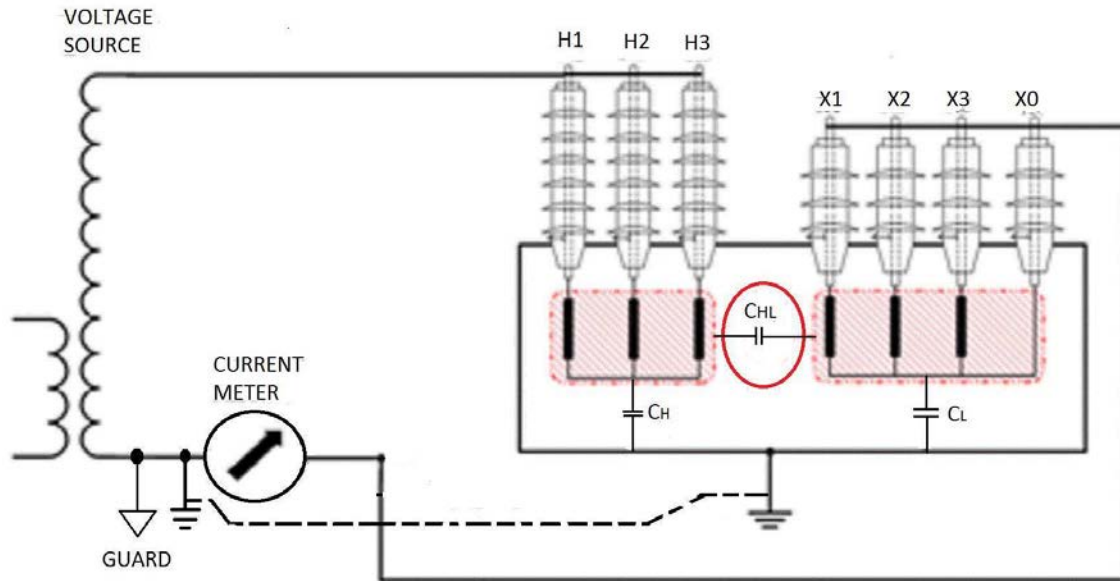 VOLTAGE
SOURCE
H1 H2 H3
X1 X2 X3 X0
CHL
CH
CL
CURRENT
METER
GUARD